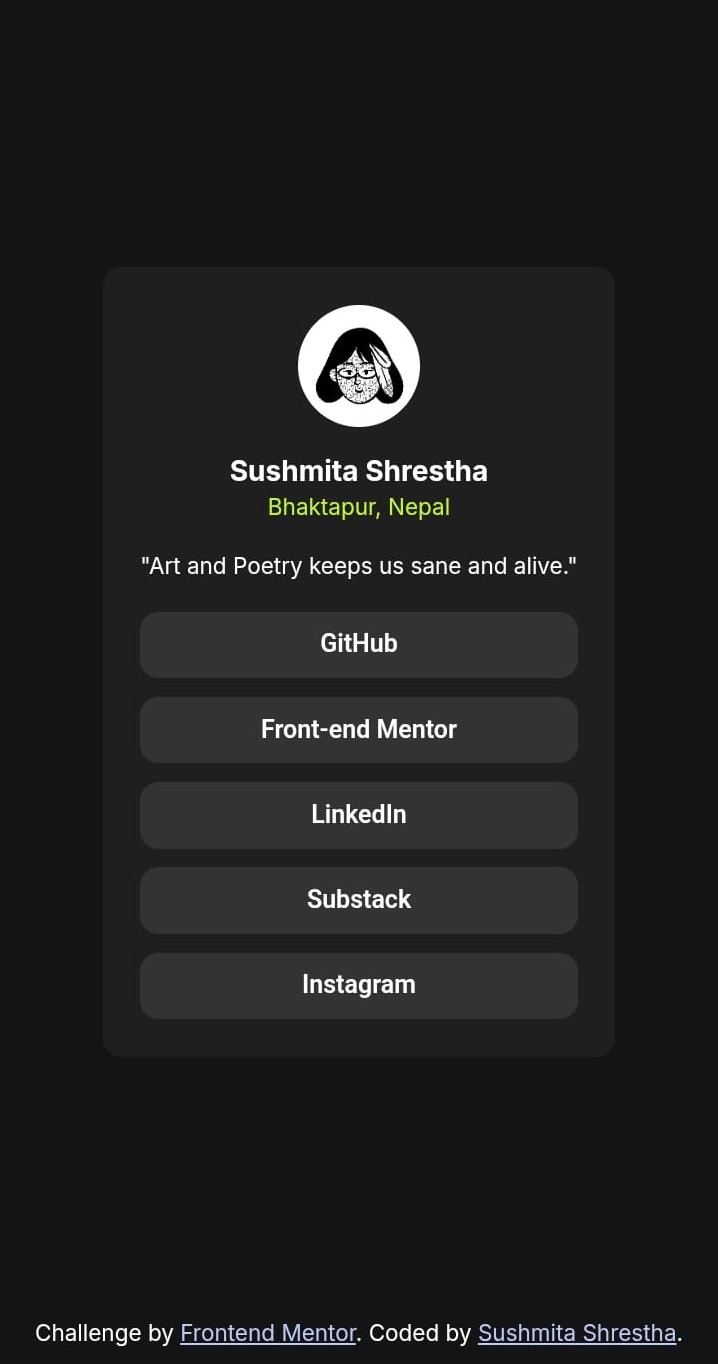 Sushmita Shrestha
Bhaktapur, Nepal
"Art and Poetry keeps us sane and alive."
GitHub
Front-end Mentor
LinkedIn
Substack
Instagram
Challenge by Frontend Mentor. Coded by Sushmita Shrestha.